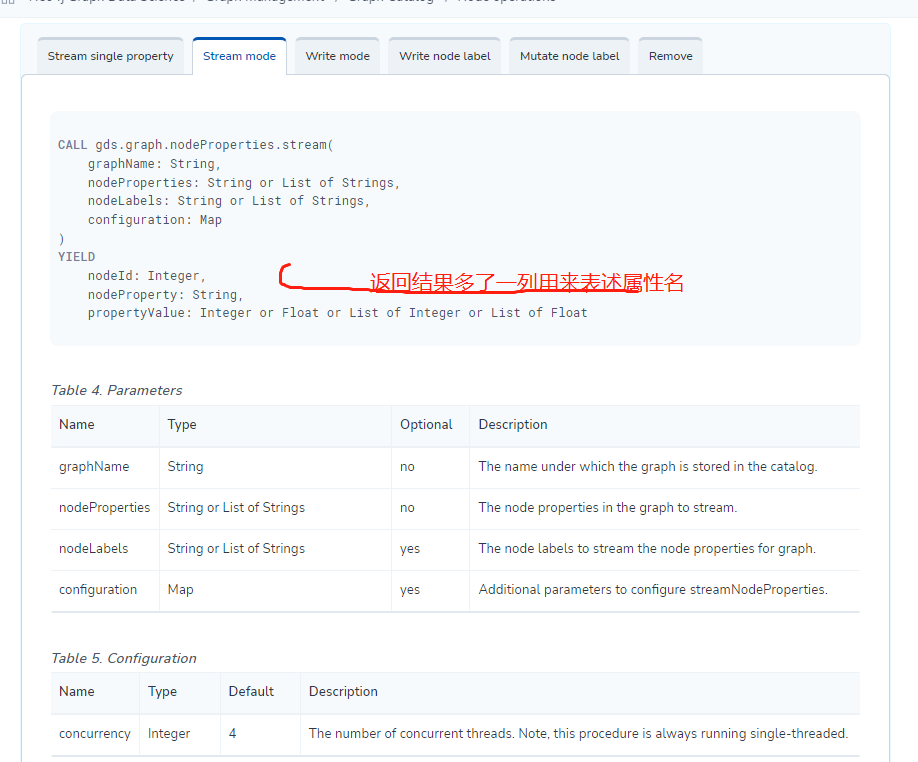 Stream single property
Stream mode
Write mode
Write node label
Mutate node label
Remove
CALL gds.graph.nodeProperties.stream(
graphName: String,
nodeProperties: String or List of Strings,
nodeLabels: String or List of Strings,
configuration: Map
)
YIELD
nodeId: Integer,
返回结果多了一列用来表述属性名
nodeProperty: String,
propertyValue: Integer or Float or List of Integer or List of Float
Table 4. Parameters
Name Type Optional Description
graphName String no The name under which the graph is stored in the catalog.
nodeProperties String or List of Strings no The node properties in the graph to stream.
nodeLabels String or List of Strings yes The node labels to stream the node properties for graph.
configuration Map yes Additional parameters to configure streamNodeProperties.
Table 5. Configuration
Name Type Default Description
concurrency Integer 4 The number of concurrent threads. Note, this procedure is always running single-threaded.